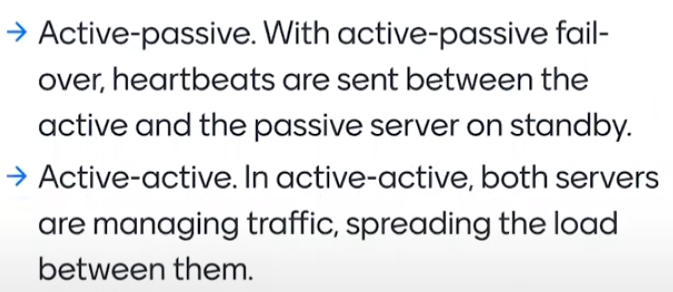 → Active-passive. With active-passive fail-
over, heartbeats are sent between the
active and the passive server on standby.
→ Active-active. In active-active, both servers
are managing traffic, spreading the load
between them.